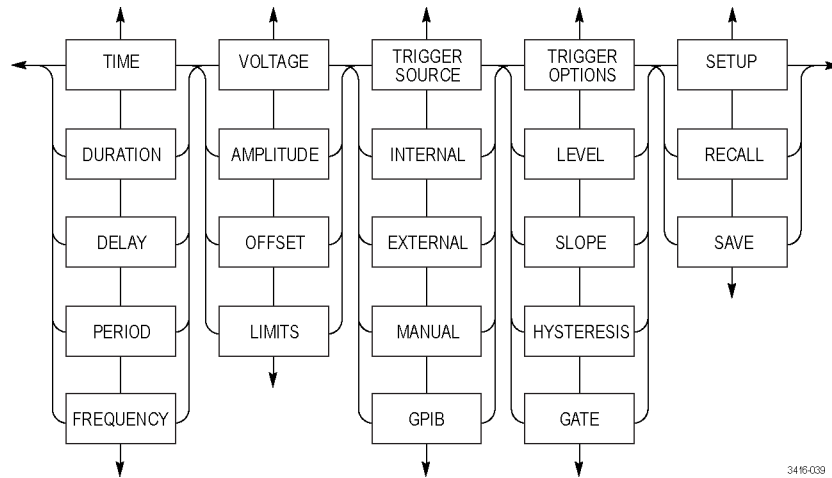 TIME
VOLTAGE
TRIGGER
SOURCE
TRIGGER
OPTIONS
SETUP
DURATION
AMPLITUDE
INTERNAL
LEVEL
RECALL
DELAY
OFFSET
EXTERNAL
SLOPE
SAVE
PERIOD
LIMITS
MANUAL
HYSTERESIS
FREQUENCY
GPIB
GATE
3416-039